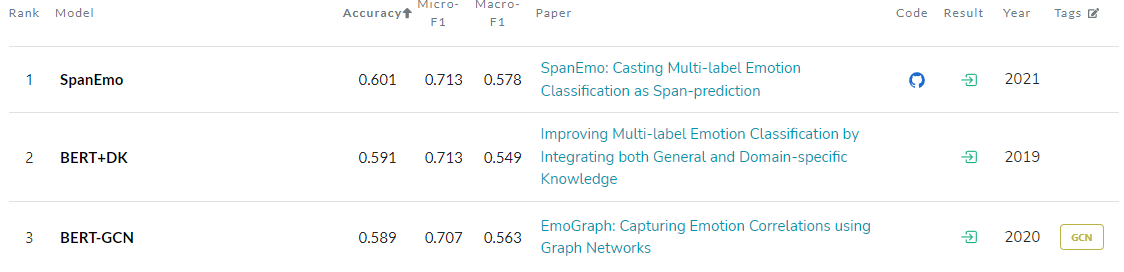 Rank Model Accuracy Micro-F1 Macro-F1 Paper Code Result Year Tags
1 SpanEmo 0.601 0.713 0.578 SpanEmo: Casting Multi-label Emotion Classification as Span-prediction 2021
2 BERT+DK 0.591 0.713 0.549 Improving Multi-label Emotion Classification by Integrating both General and Domain-specific Knowledge 2019
3 BERT-GCN 0.589 0.707 0.563 EmoGraph: Capturing Emotion Correlations using Graph Networks 2020 GCN